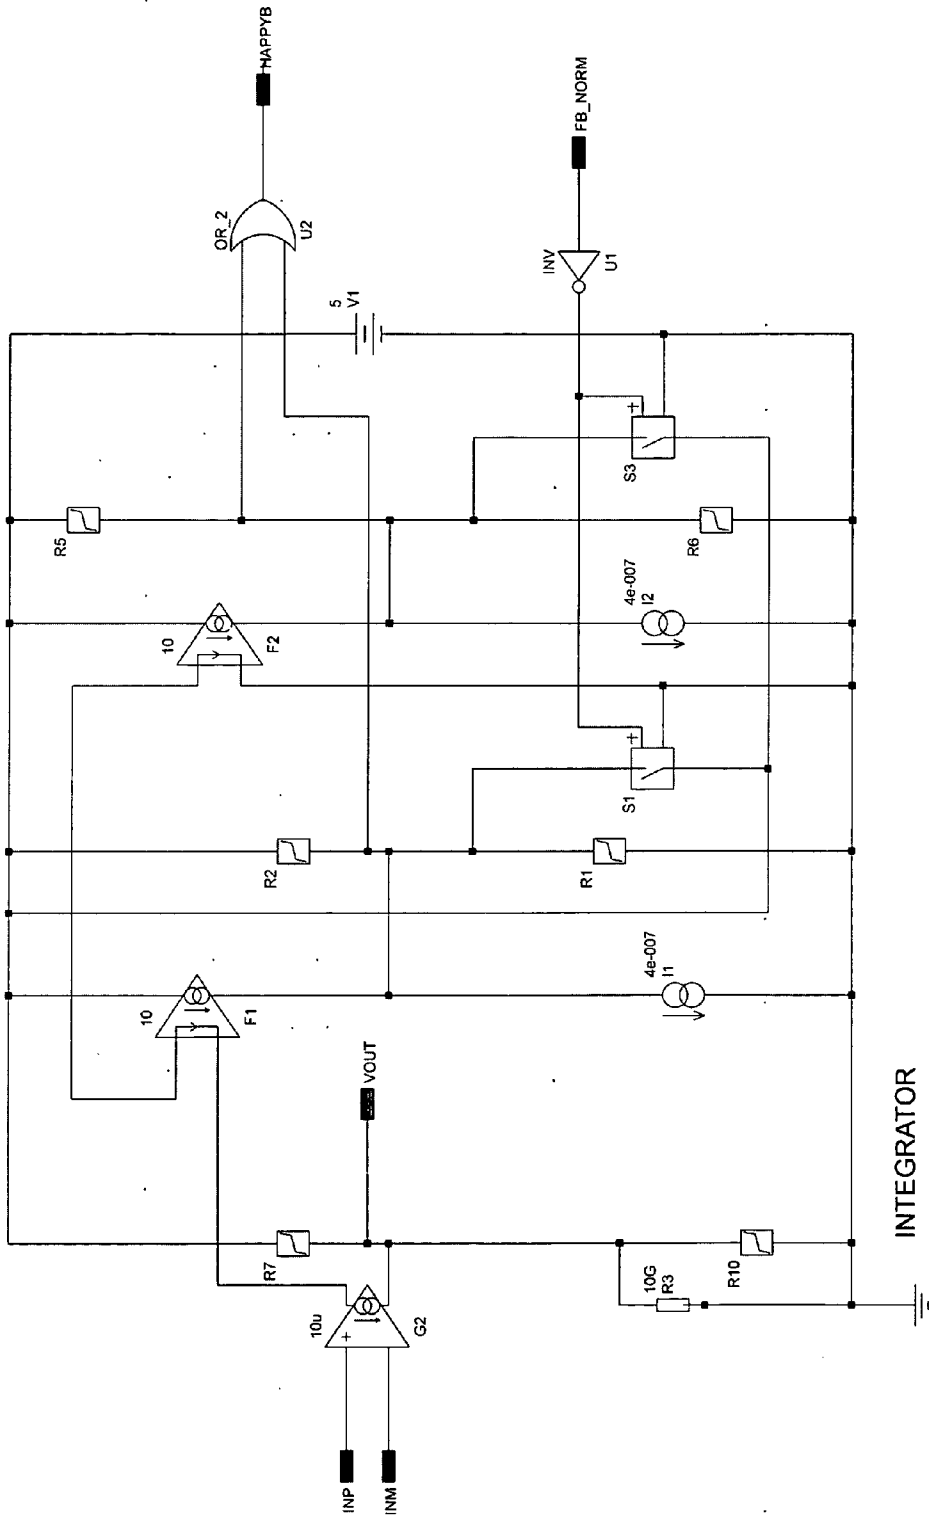 HAPPYB
FB_NORM
OR_2
U2
INV
U1
5
V1
S3
R5
R6
4e-007
I2
10
F2
S1
R2
R1
4e-007
I1
10
F1
VOUT
R7
10u
+
G2
10G
R3
R10
INP
INM
+
+
INTEGRATOR